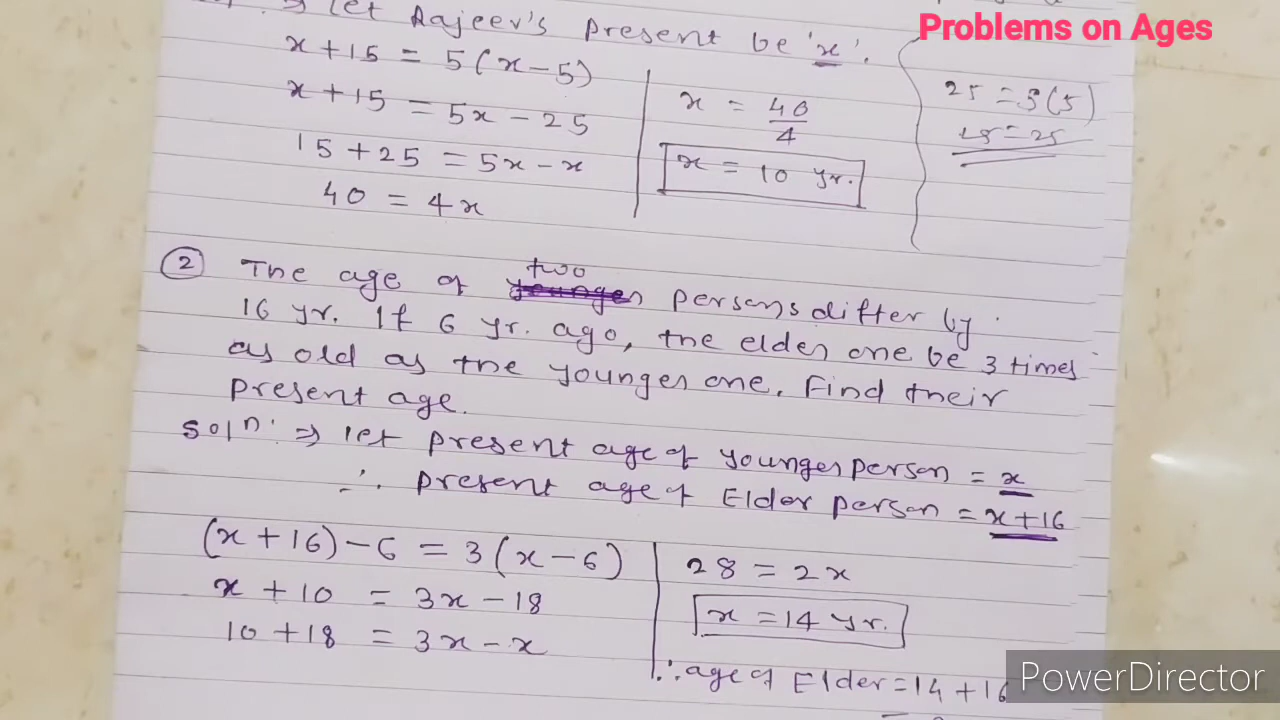 Problems on Ages
⇒ let Rajeev's present be 'x'.
x + 15 = 5(x - 5)
x + 15 = 5x - 25
15 + 25 = 5x - x
40 = 4x
x = 40/4
x = 10 yr.
25 = 5(5)
25 = 25
② The age of two persons differ by
16 yr. If 6 yr. ago, the elder one be 3 times
as old as the younger one. Find their
present age.
Soln. ⇒ let present age of younger person = x
∴ present age of Elder person = x + 16
(x + 16) - 6 = 3(x - 6)
x + 10 = 3x - 18
10 + 18 = 3x - x
28 = 2x
x = 14 yr.
∴ age of Elder = 14 + 16
PowerDirector